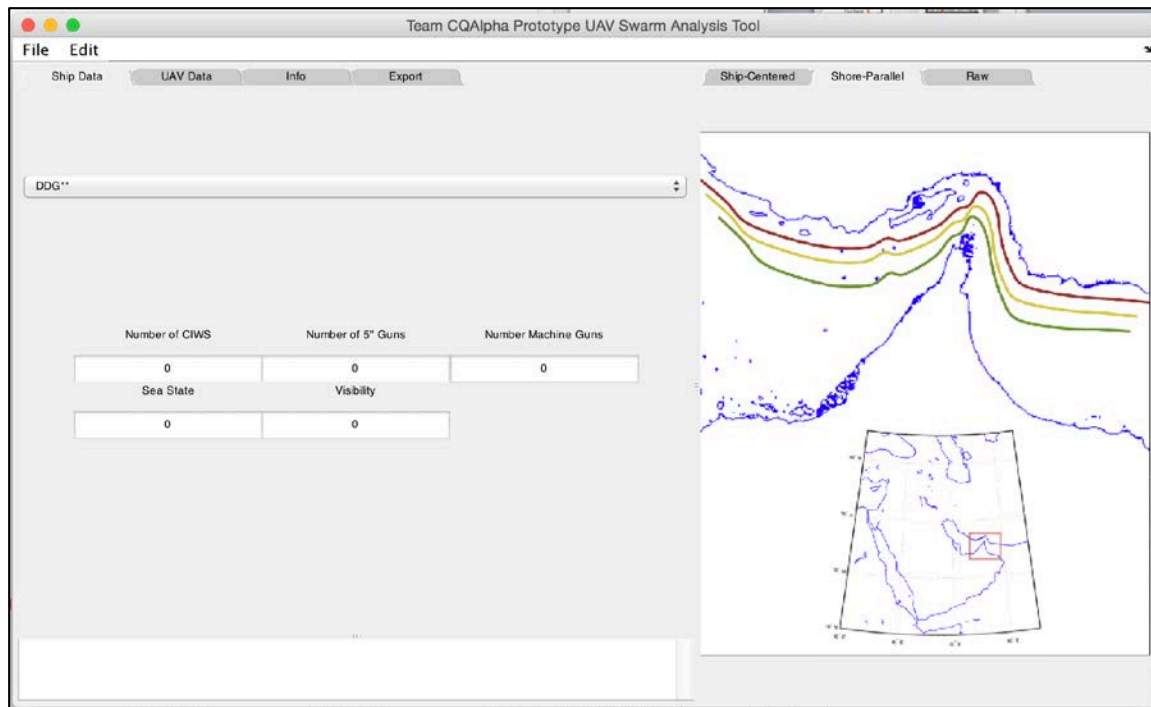 Team CQAlpha Prototype UAV Swarm Analysis Tool
File Edit
Ship Data UAV Data Info Export
Ship-Centered Shore-Parallel Raw
DDG**
Number of CIWS Number of 5" Guns Number Machine Guns
0 0 0
Sea State Visibility
0 0